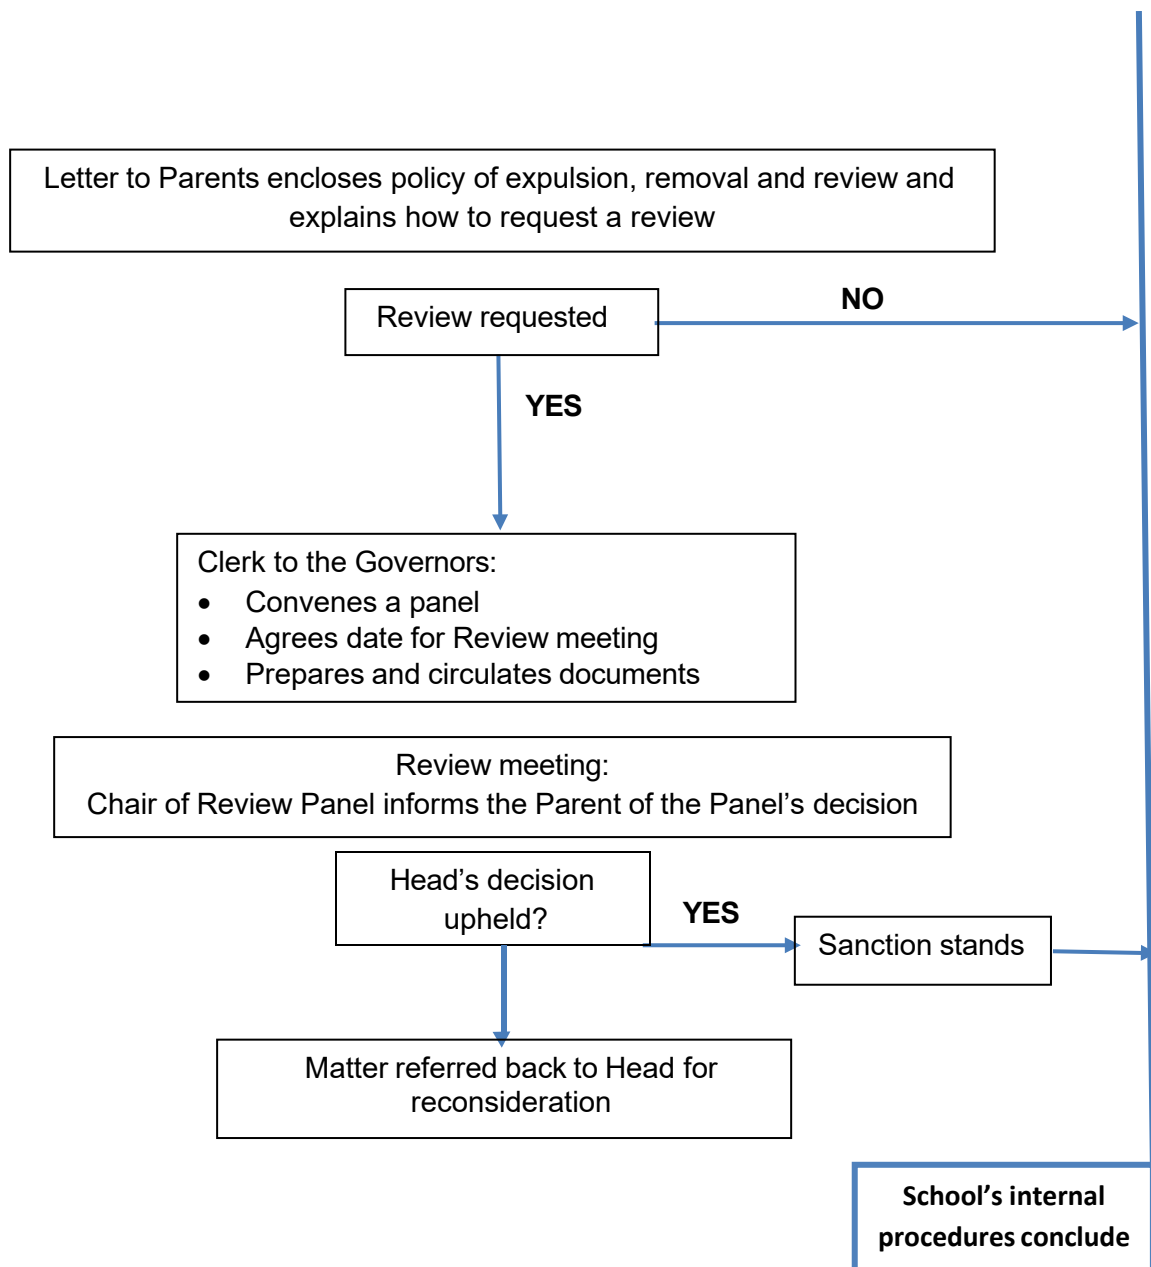 Letter to Parents encloses policy of expulsion, removal and review and
explains how to request a review
Review requested
NO
YES
Clerk to the Governors:
• Convenes a panel
• Agrees date for Review meeting
• Prepares and circulates documents
Review meeting:
Chair of Review Panel informs the Parent of the Panel’s decision
Head’s decision
upheld?
YES
Sanction stands
Matter referred back to Head for
reconsideration
School’s internal
procedures conclude